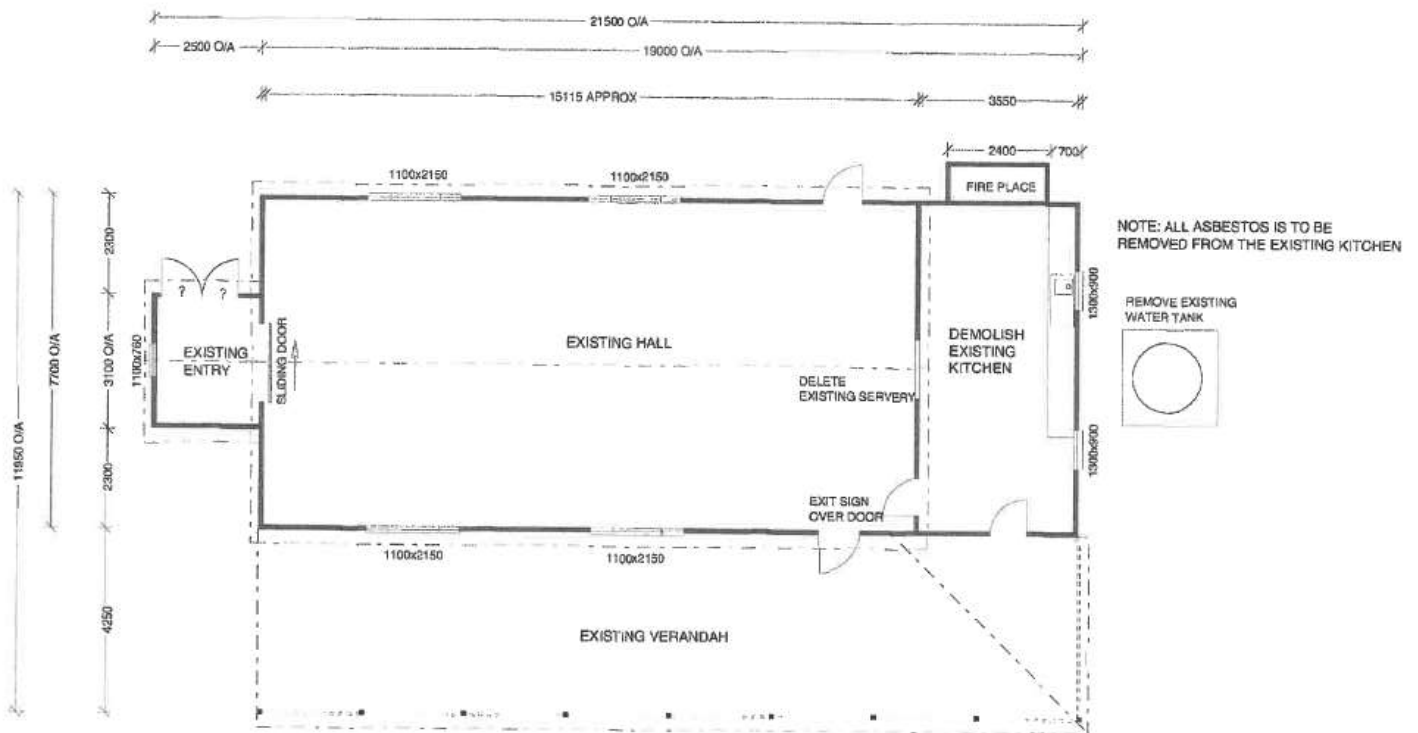 21500 O/A
2500 O/A
19000 O/A
15115 APPROX
3550
2400
700
1100x2150
1100x2150
FIRE PLACE
NOTE: ALL ASBESTOS IS TO BE
REMOVED FROM THE EXISTING KITCHEN
11950 O/A
7700 O/A
2300
3100 O/A
2300
4250
? ?
1100x760
EXISTING
ENTRY
SLIDING DOOR
EXISTING HALL
DELETE
EXISTING SERVERY
DEMOLISH
EXISTING
KITCHEN
1300x900
1300x900
REMOVE EXISTING
WATER TANK
EXIT SIGN
OVER DOOR
1100x2150
1100x2150
EXISTING VERANDAH